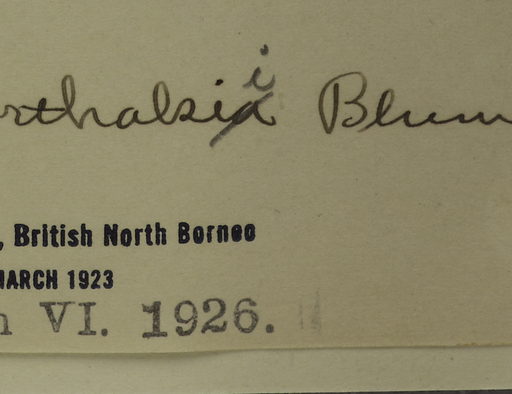 rthalsii Blum
, British North Borneo
MARCH 1923
n VI. 1926.